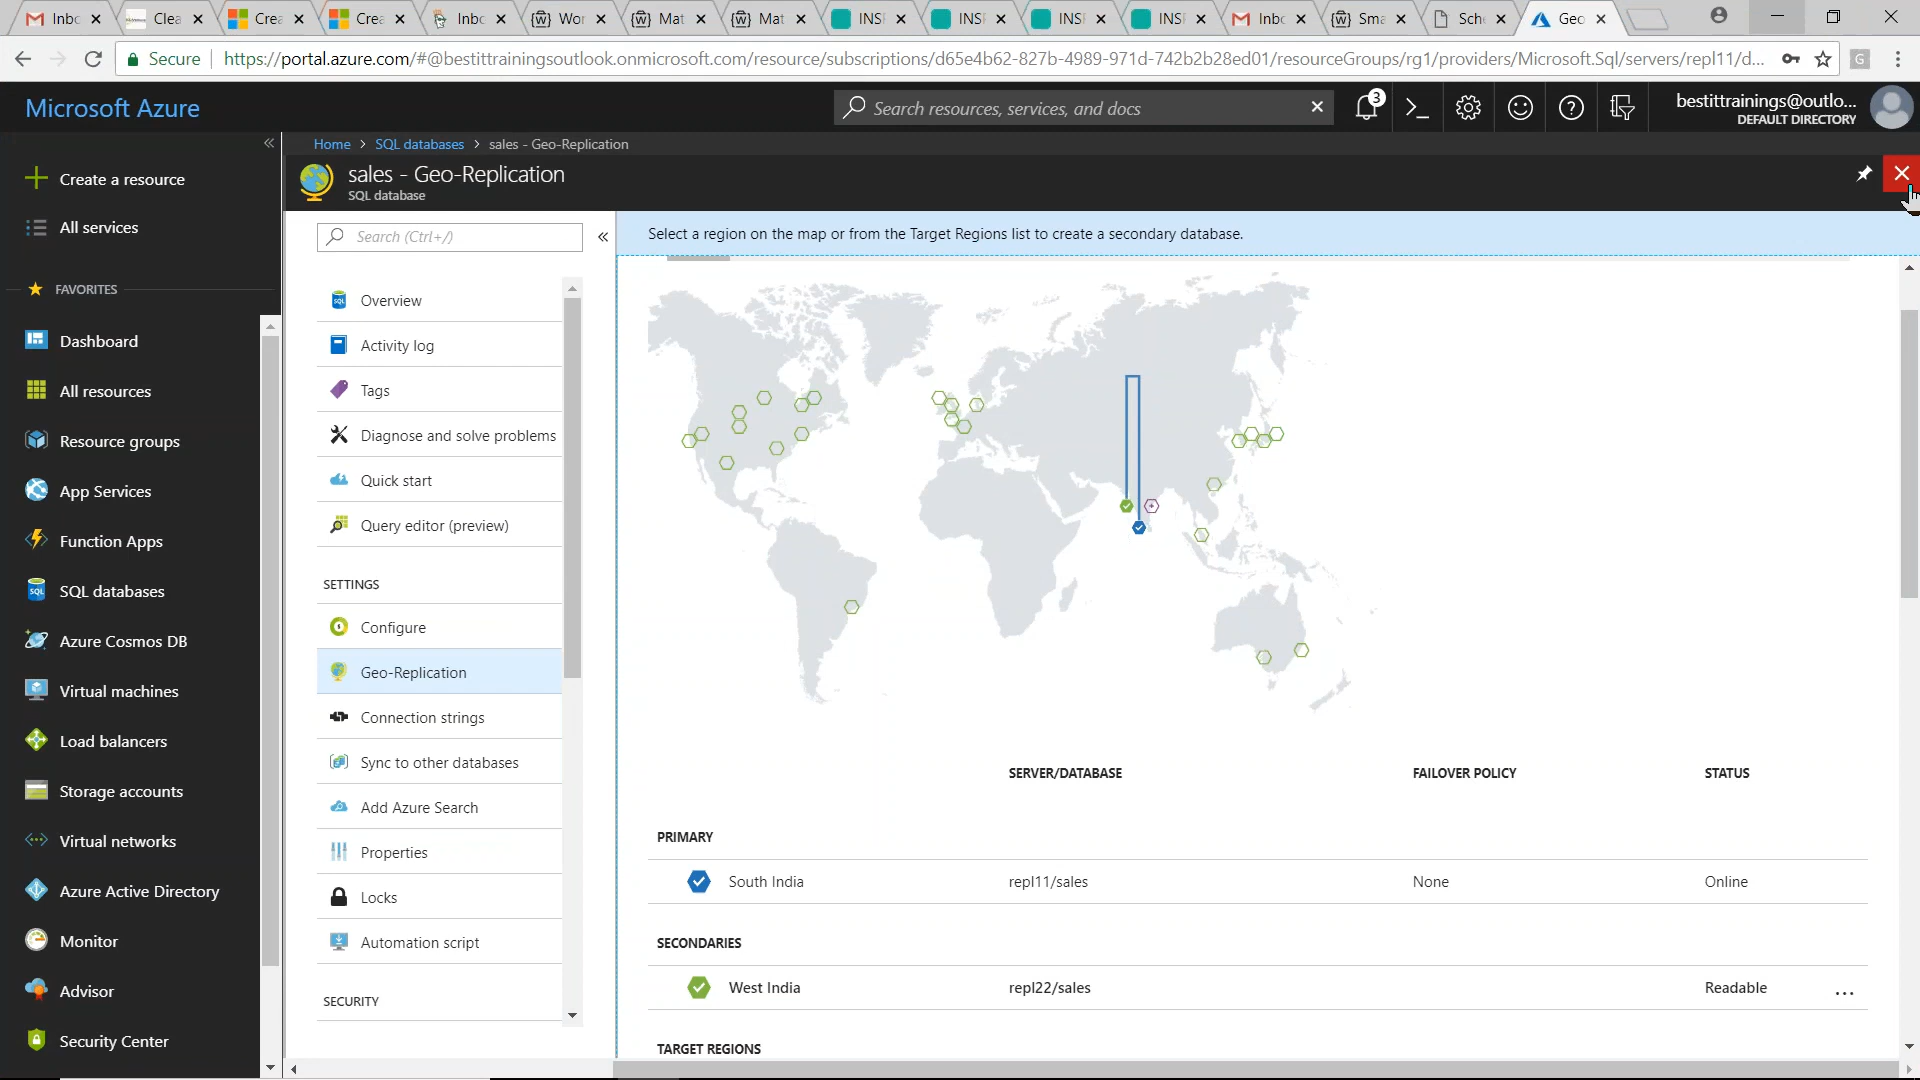 Inbc
Clea
Crea
Crea
Inbc
Wor
Mat
Mat
INSI
INSI
INSI
INSI
Inbc
Sma
Sche
Geo
Secure
https://portal.azure.com/#@bestittrainingsoutlook.onmicrosoft.com/resource/subscriptions/d65e4b62-827b-4989-971d-742b2b28ed01/resourceGroups/rg1/providers/Microsoft.Sql/servers/repl11/d...
Microsoft Azure
Search resources, services, and docs
3
bestittrainings@outlo...
DEFAULT DIRECTORY
Home > SQL databases > sales - Geo-Replication
sales - Geo-Replication
SQL database
Create a resource
All services
FAVORITES
Dashboard
All resources
Resource groups
App Services
Function Apps
SQL databases
Azure Cosmos DB
Virtual machines
Load balancers
Storage accounts
Virtual networks
Azure Active Directory
Monitor
Advisor
Security Center
Search (Ctrl+/)
Overview
Activity log
Tags
Diagnose and solve problems
Quick start
Query editor (preview)
SETTINGS
Configure
Geo-Replication
Connection strings
Sync to other databases
Add Azure Search
Properties
Locks
Automation script
SECURITY
Select a region on the map or from the Target Regions list to create a secondary database.
SERVER/DATABASE FAILOVER POLICY STATUS
PRIMARY
South India repl11/sales None Online
SECONDARIES
West India repl22/sales Readable ...
TARGET REGIONS